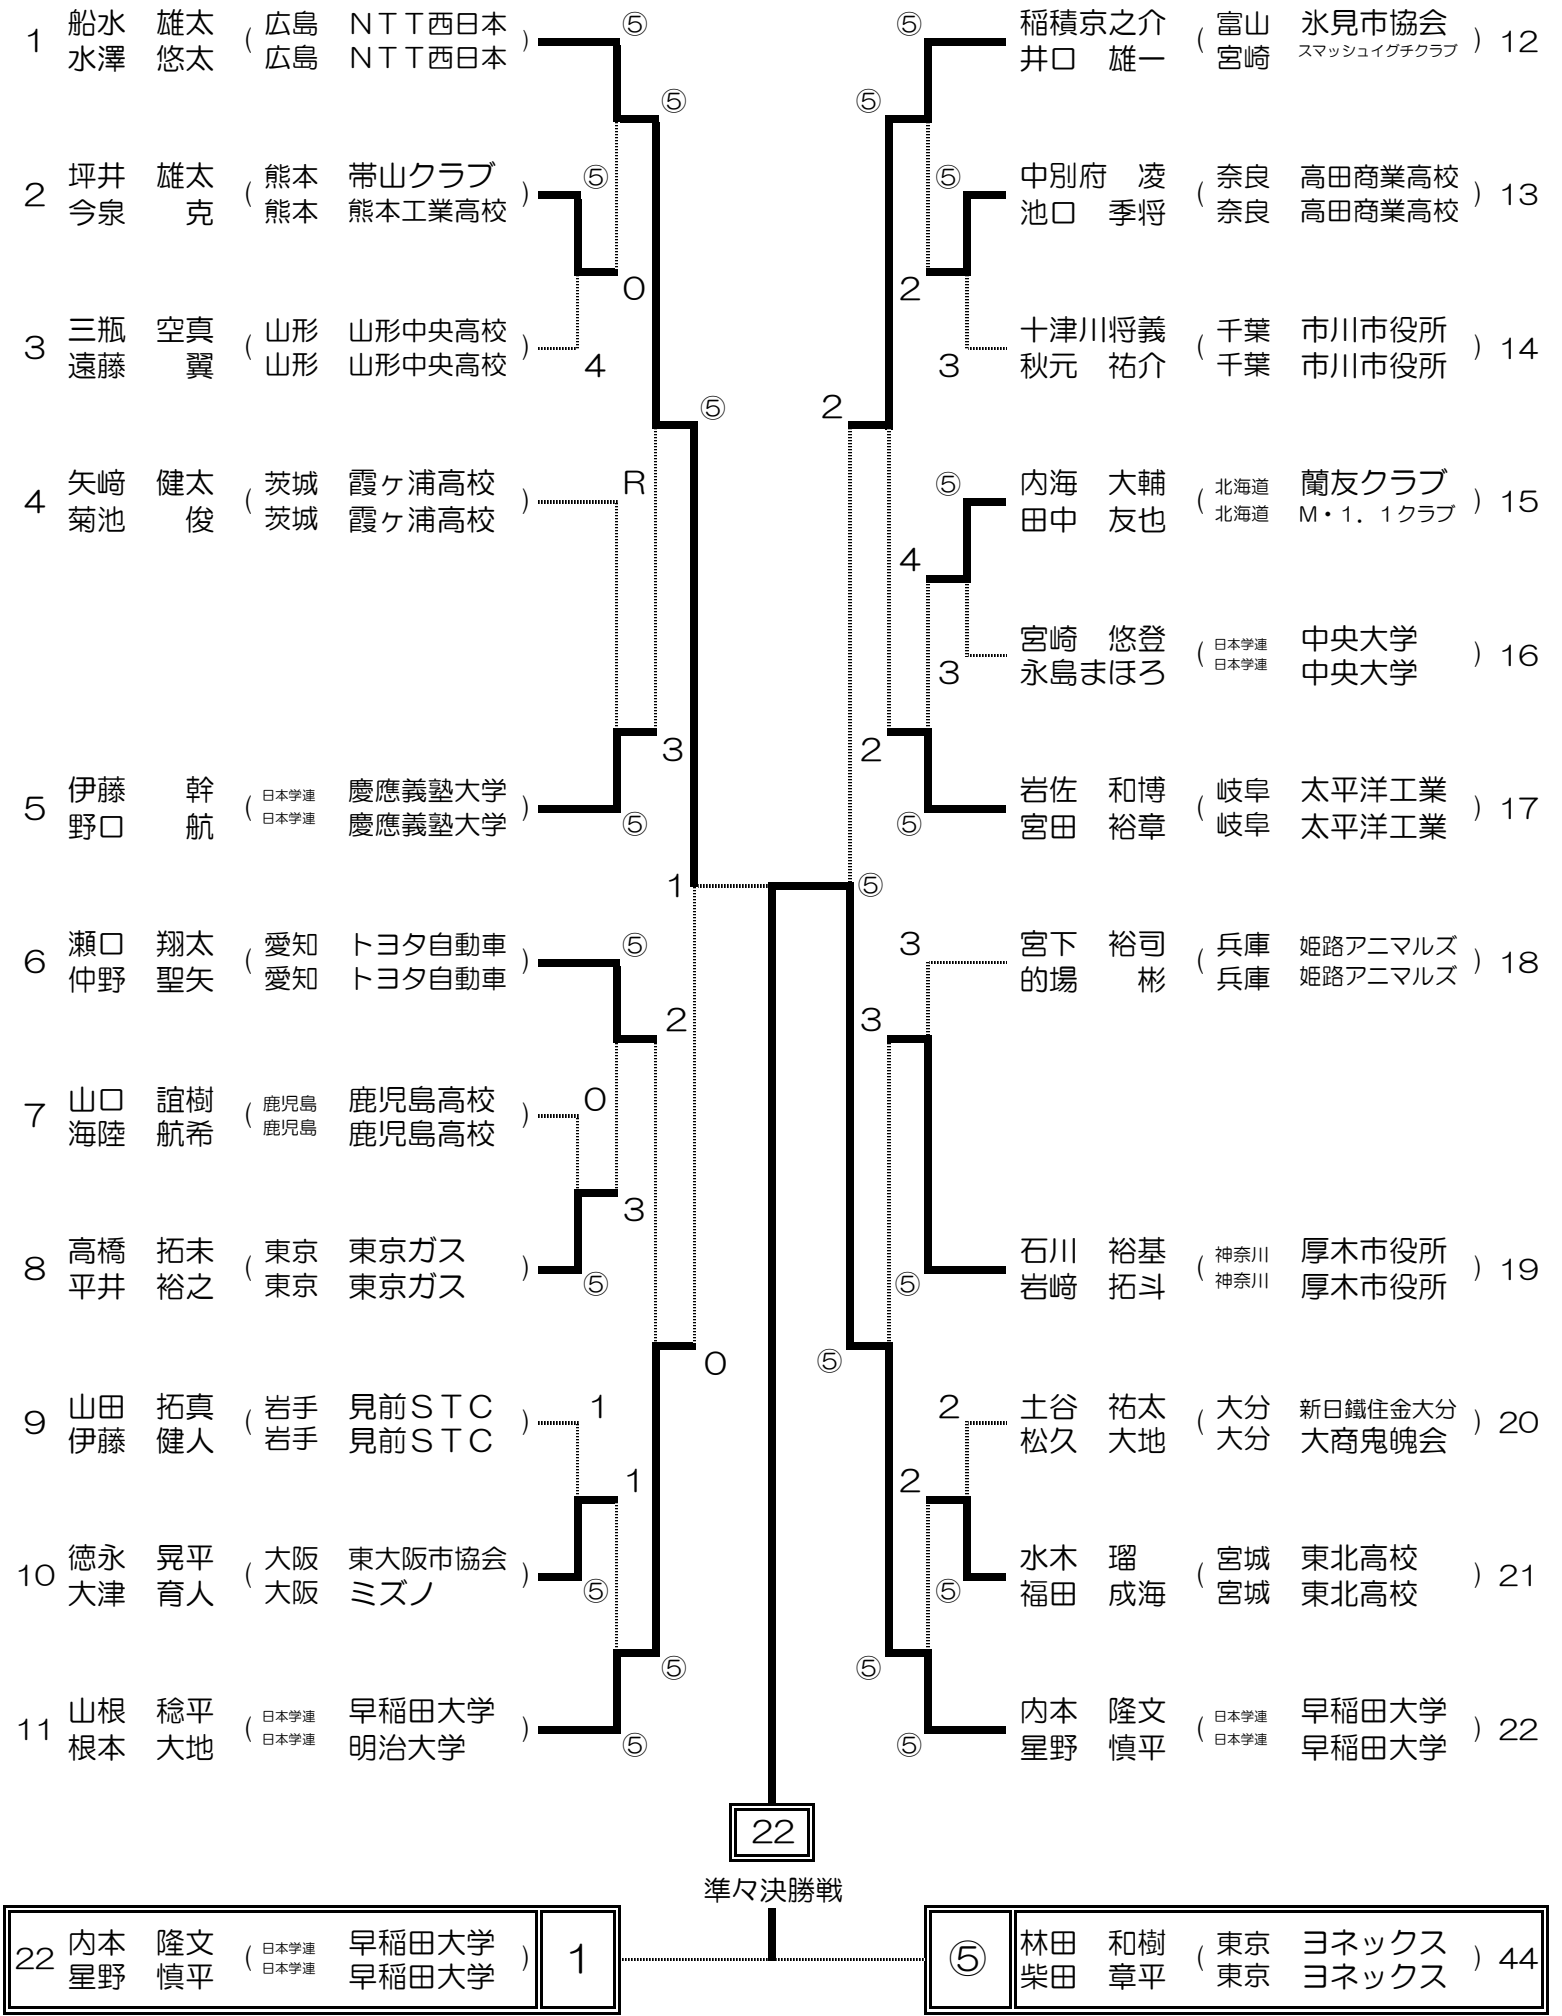 1 船水 雄太 ( 広島 ＮＴＴ西日本 )
水澤 悠太 広島 ＮＴＴ西日本
⑤
⑤
2 坪井 雄太 ( 熊本 帯山クラブ )
今泉 克 熊本 熊本工業高校
⑤
0
3 三瓶 空真 ( 山形 山形中央高校 )
遠藤 翼 山形 山形中央高校
4
⑤
4 矢﨑 健太 ( 茨城 霞ヶ浦高校 )
菊池 俊 茨城 霞ヶ浦高校
R
3
5 伊藤 幹 ( 日本学連 慶應義塾大学 )
野口 航 日本学連 慶應義塾大学
⑤
1
6 瀬口 翔太 ( 愛知 トヨタ自動車 )
仲野 聖矢 愛知 トヨタ自動車
⑤
2
7 山口 誼樹 ( 鹿児島 鹿児島高校 )
海陸 航希 鹿児島 鹿児島高校
0
3
8 高橋 拓未 ( 東京 東京ガス )
平井 裕之 東京 東京ガス
⑤
0
9 山田 拓真 ( 岩手 見前ＳＴＣ )
伊藤 健人 岩手 見前ＳＴＣ
1
1
10 徳永 晃平 ( 大阪 東大阪市協会 )
大津 育人 大阪 ミズノ
⑤
⑤
11 山根 稔平 ( 日本学連 早稲田大学 )
根本 大地 日本学連 明治大学
⑤
⑤
稲積京之介 ( 富山 氷見市協会 ) 12
井口 雄一 宮崎 スマッシュイグチクラブ
⑤
⑤
中別府 凌 ( 奈良 高田商業高校 ) 13
池口 季将 奈良 高田商業高校
2
十津川将義 ( 千葉 市川市役所 ) 14
秋元 祐介 千葉 市川市役所
3
2
⑤
内海 大輔 ( 北海道 蘭友クラブ ) 15
田中 友也 北海道 Ｍ・１．１クラブ
4
宮崎 悠登 ( 日本学連 中央大学 ) 16
永島まほろ 日本学連 中央大学
3
2
岩佐 和博 ( 岐阜 太平洋工業 ) 17
宮田 裕章 岐阜 太平洋工業
⑤
⑤
3
宮下 裕司 ( 兵庫 姫路アニマルズ ) 18
的場 彬 兵庫 姫路アニマルズ
3
石川 裕基 ( 神奈川 厚木市役所 ) 19
岩﨑 拓斗 神奈川 厚木市役所
⑤
⑤
2
土谷 祐太 ( 大分 新日鐵住金大分 ) 20
松久 大地 大分 大商鬼魄会
2
水木 瑠 ( 宮城 東北高校 ) 21
福田 成海 宮城 東北高校
⑤
⑤
内本 隆文 ( 日本学連 早稲田大学 ) 22
星野 慎平 日本学連 早稲田大学
⑤
22
準々決勝戦
22 内本 隆文 ( 日本学連 早稲田大学 ) 1
星野 慎平 日本学連 早稲田大学
⑤ 林田 和樹 ( 東京 ヨネックス ) 44
柴田 章平 東京 ヨネックス